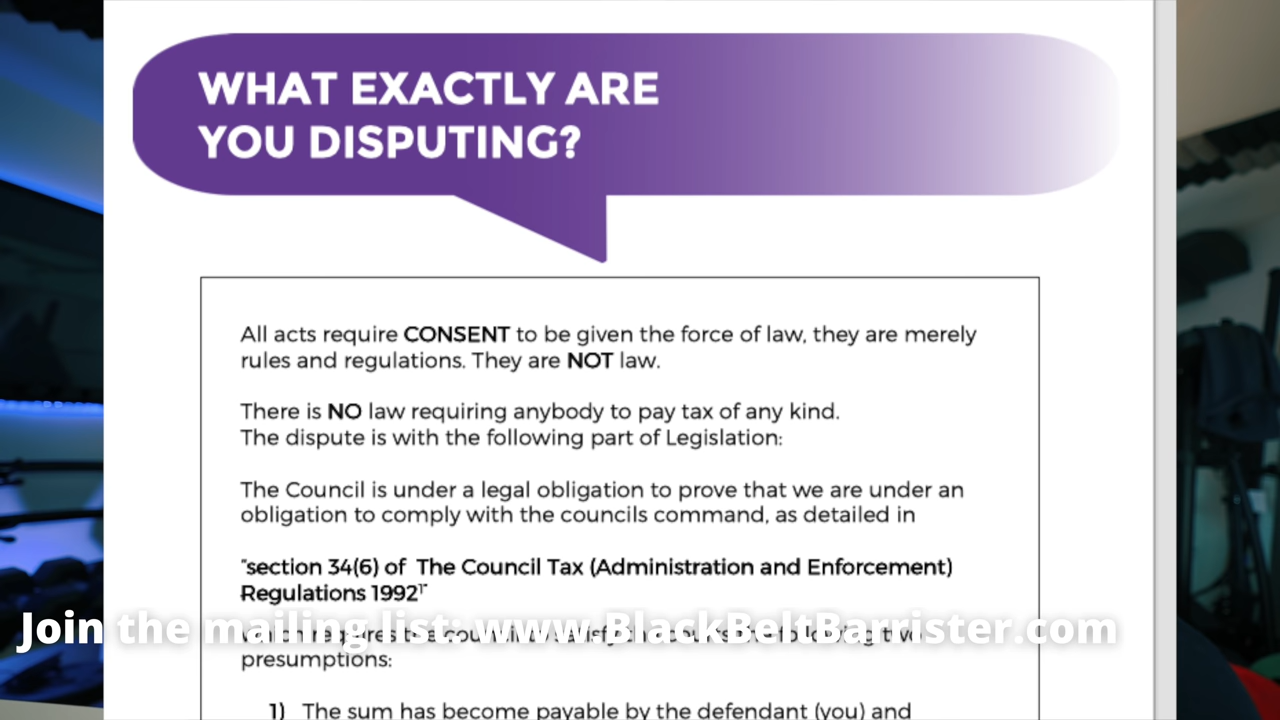 WHAT EXACTLY ARE
YOU DISPUTING?
All acts require CONSENT to be given the force of law, they are merely
rules and regulations. They are NOT law.
There is NO law requiring anybody to pay tax of any kind.
The dispute is with the following part of Legislation:
The Council is under a legal obligation to prove that we are under an
obligation to comply with the councils command, as detailed in
"section 34(6) of The Council Tax (Administration and Enforcement)
Regulations 1992¹"
Join the mailing list: www.BlackBeltBarrister.com
presumptions:
1) The sum has become payable by the defendant (you) and